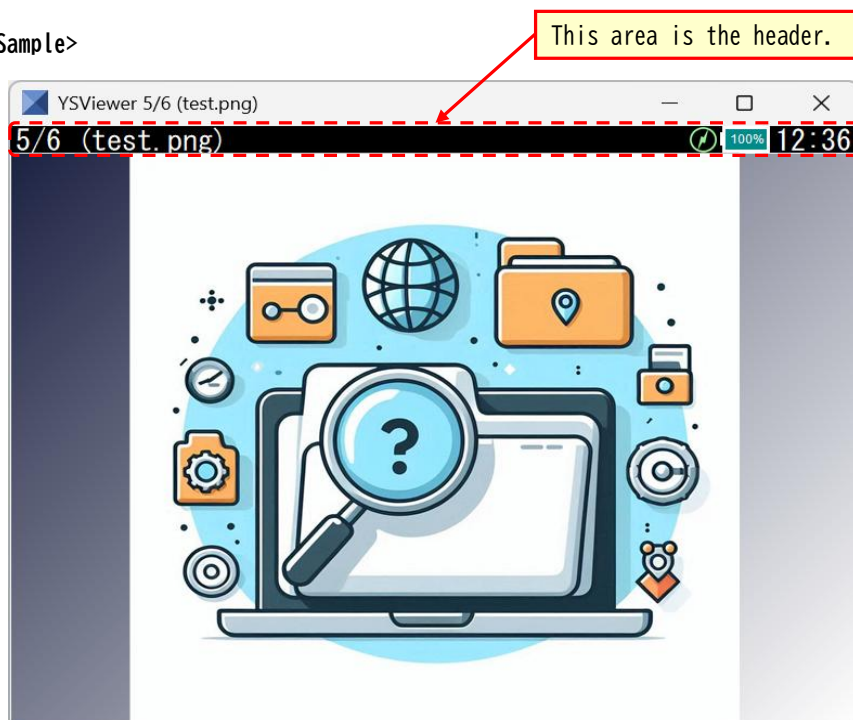 This area is the header.
Sample>
YSViewer 5/6 (test.png)
5/6 (test.png) 100% 12:36
?